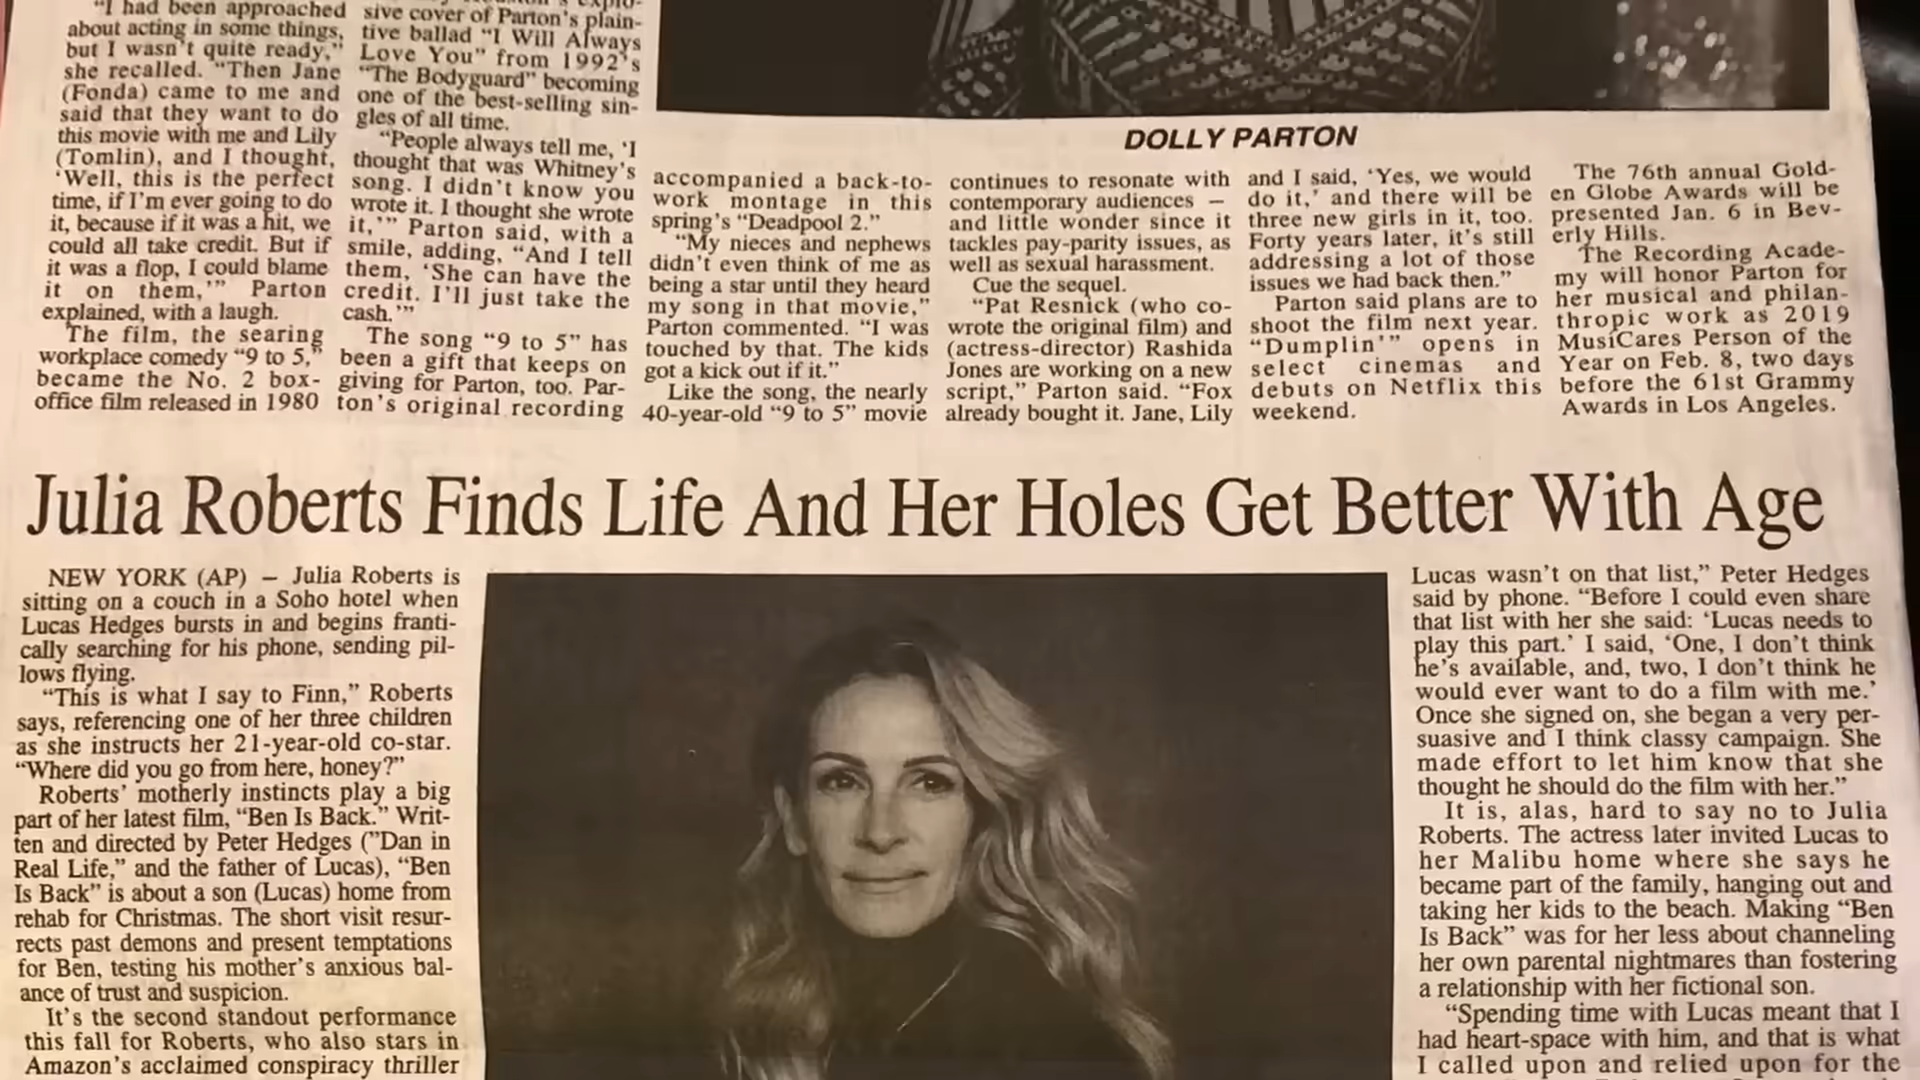 "I had been approached
about acting in some things,
but I wasn't quite ready,"
she recalled. "Then Jane
(Fonda) came to me and
said that they want to do
this movie with me and Lily
(Tomlin), and I thought,
'Well, this is the perfect
time, if I'm ever going to do
it, because if it was a hit, we
could all take credit. But if
it was a flop, I could blame
it on them,'" Parton
explained, with a laugh.
The film, the searing
workplace comedy "9 to 5,"
became the No. 2 box-
office film released in 1980
sive cover of Parton's plain-
tive ballad "I Will Always
Love You" from 1992's
"The Bodyguard" becoming
one of the best-selling sin-
gles of all time.
"People always tell me, 'I
thought that was Whitney's
song. I didn't know you
wrote it. I thought she wrote
it,'" Parton said, with a
smile, adding, "And I tell
them, 'She can have the
credit. I'll just take the
cash.'"
The song "9 to 5" has
been a gift that keeps on
giving for Parton, too. Par-
ton's original recording
DOLLY PARTON
accompanied a back-to-
work montage in this
spring's "Deadpool 2."
"My nieces and nephews
didn't even think of me as
being a star until they heard
my song in that movie,"
Parton commented. "I was
touched by that. The kids
got a kick out if it."
Like the song, the nearly
40-year-old "9 to 5" movie
continues to resonate with
contemporary audiences —
and little wonder since it
tackles pay-parity issues, as
well as sexual harassment.
Cue the sequel.
"Pat Resnick (who co-
wrote the original film) and
(actress-director) Rashida
Jones are working on a new
script," Parton said. "Fox
already bought it. Jane, Lily
and I said, 'Yes, we would
do it,' and there will be
three new girls in it, too.
Forty years later, it's still
addressing a lot of those
issues we had back then."
Parton said plans are to
shoot the film next year.
"Dumplin'" opens in
select cinemas and
debuts on Netflix this
weekend.
The 76th annual Gold-
en Globe Awards will be
presented Jan. 6 in Bev-
erly Hills.
The Recording Acade-
my will honor Parton for
her musical and philan-
thropic work as 2019
MusiCares Person of the
Year on Feb. 8, two days
before the 61st Grammy
Awards in Los Angeles.
Julia Roberts Finds Life And Her Holes Get Better With Age
NEW YORK (AP) — Julia Roberts is
sitting on a couch in a Soho hotel when
Lucas Hedges bursts in and begins franti-
cally searching for his phone, sending pil-
lows flying.
"This is what I say to Finn," Roberts
says, referencing one of her three children
as she instructs her 21-year-old co-star.
"Where did you go from here, honey?"
Roberts' motherly instincts play a big
part of her latest film, "Ben Is Back." Writ-
ten and directed by Peter Hedges ("Dan in
Real Life," and the father of Lucas), "Ben
Is Back" is about a son (Lucas) home from
rehab for Christmas. The short visit resur-
rects past demons and present temptations
for Ben, testing his mother's anxious bal-
ance of trust and suspicion.
It's the second standout performance
this fall for Roberts, who also stars in
Amazon's acclaimed conspiracy thriller
Lucas wasn't on that list," Peter Hedges
said by phone. "Before I could even share
that list with her she said: 'Lucas needs to
play this part.' I said, 'One, I don't think
he's available, and, two, I don't think he
would ever want to do a film with me.'
Once she signed on, she began a very per-
suasive and I think classy campaign. She
made effort to let him know that she
thought he should do the film with her."
It is, alas, hard to say no to Julia
Roberts. The actress later invited Lucas to
her Malibu home where she says he
became part of the family, hanging out and
taking her kids to the beach. Making "Ben
Is Back" was for her less about channeling
her own parental nightmares than fostering
a relationship with her fictional son.
"Spending time with Lucas meant that I
had heart-space with him, and that is what
I called upon and relied upon for the